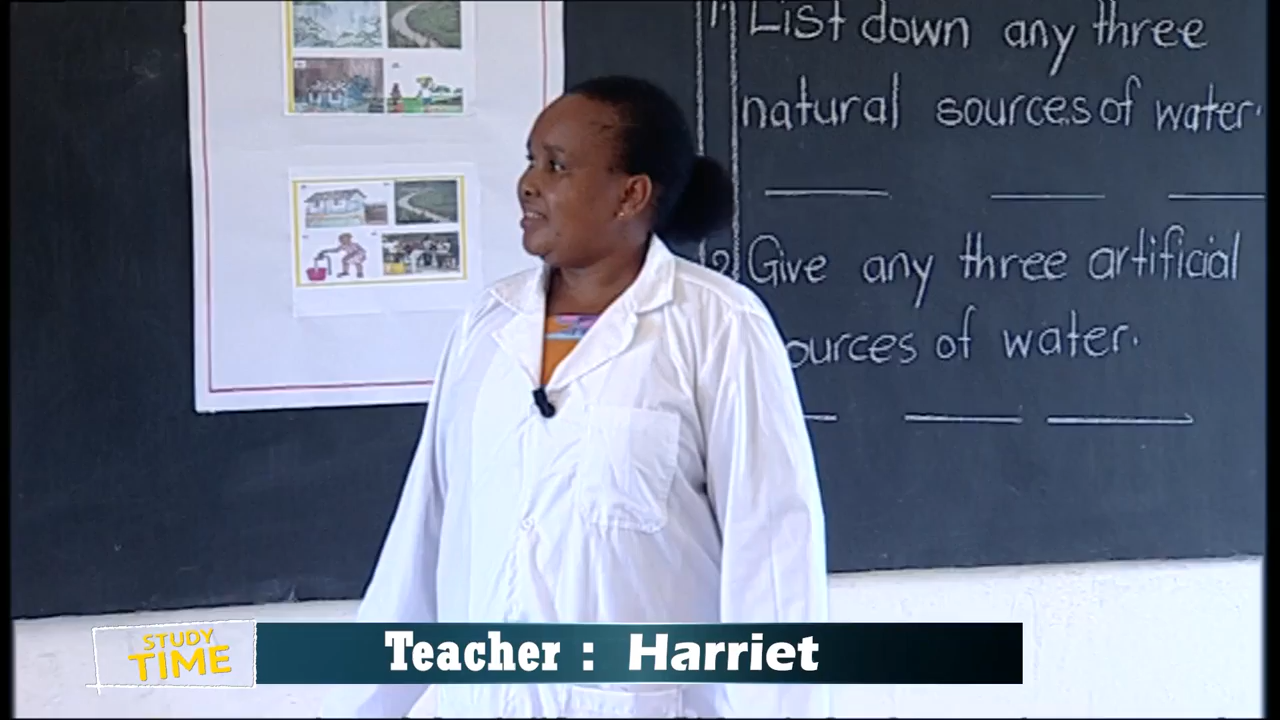 1) List down any three
natural sources of water.
2) Give any three artificial
sources of water.
STUDY
TIME
Teacher : Harriet